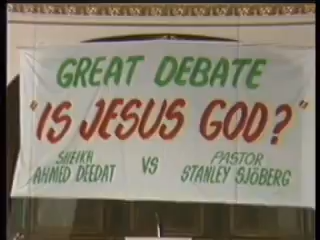 GREAT DEBATE
"IS JESUS GOD?"
SHEIKH AHMED DEEDAT VS PASTOR STANLEY SJÖBERG